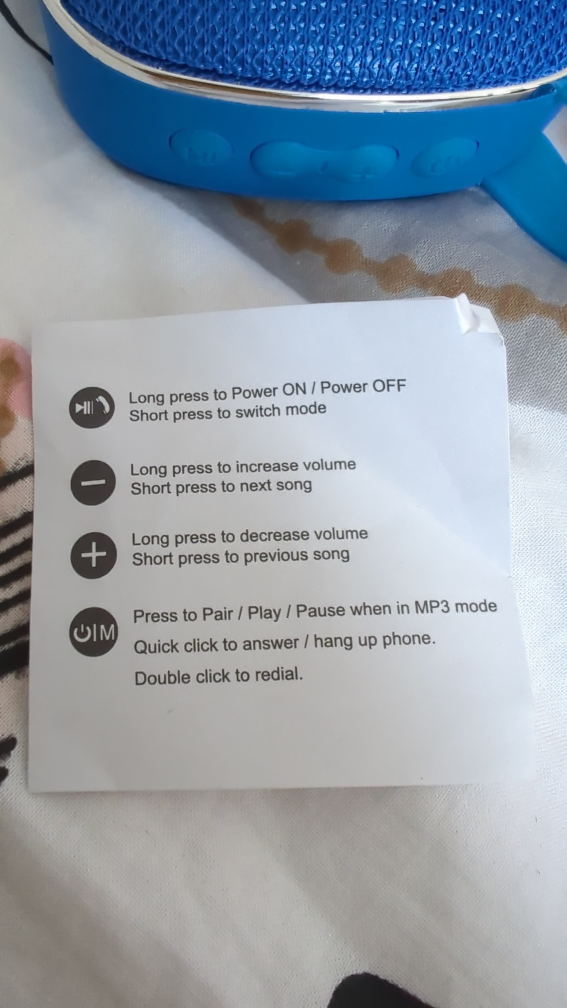 Long press to Power ON / Power OFF
Short press to switch mode
− Long press to increase volume
Short press to next song
+ Long press to decrease volume
Short press to previous song
⏻|M Press to Pair / Play / Pause when in MP3 mode
Quick click to answer / hang up phone.
Double click to redial.